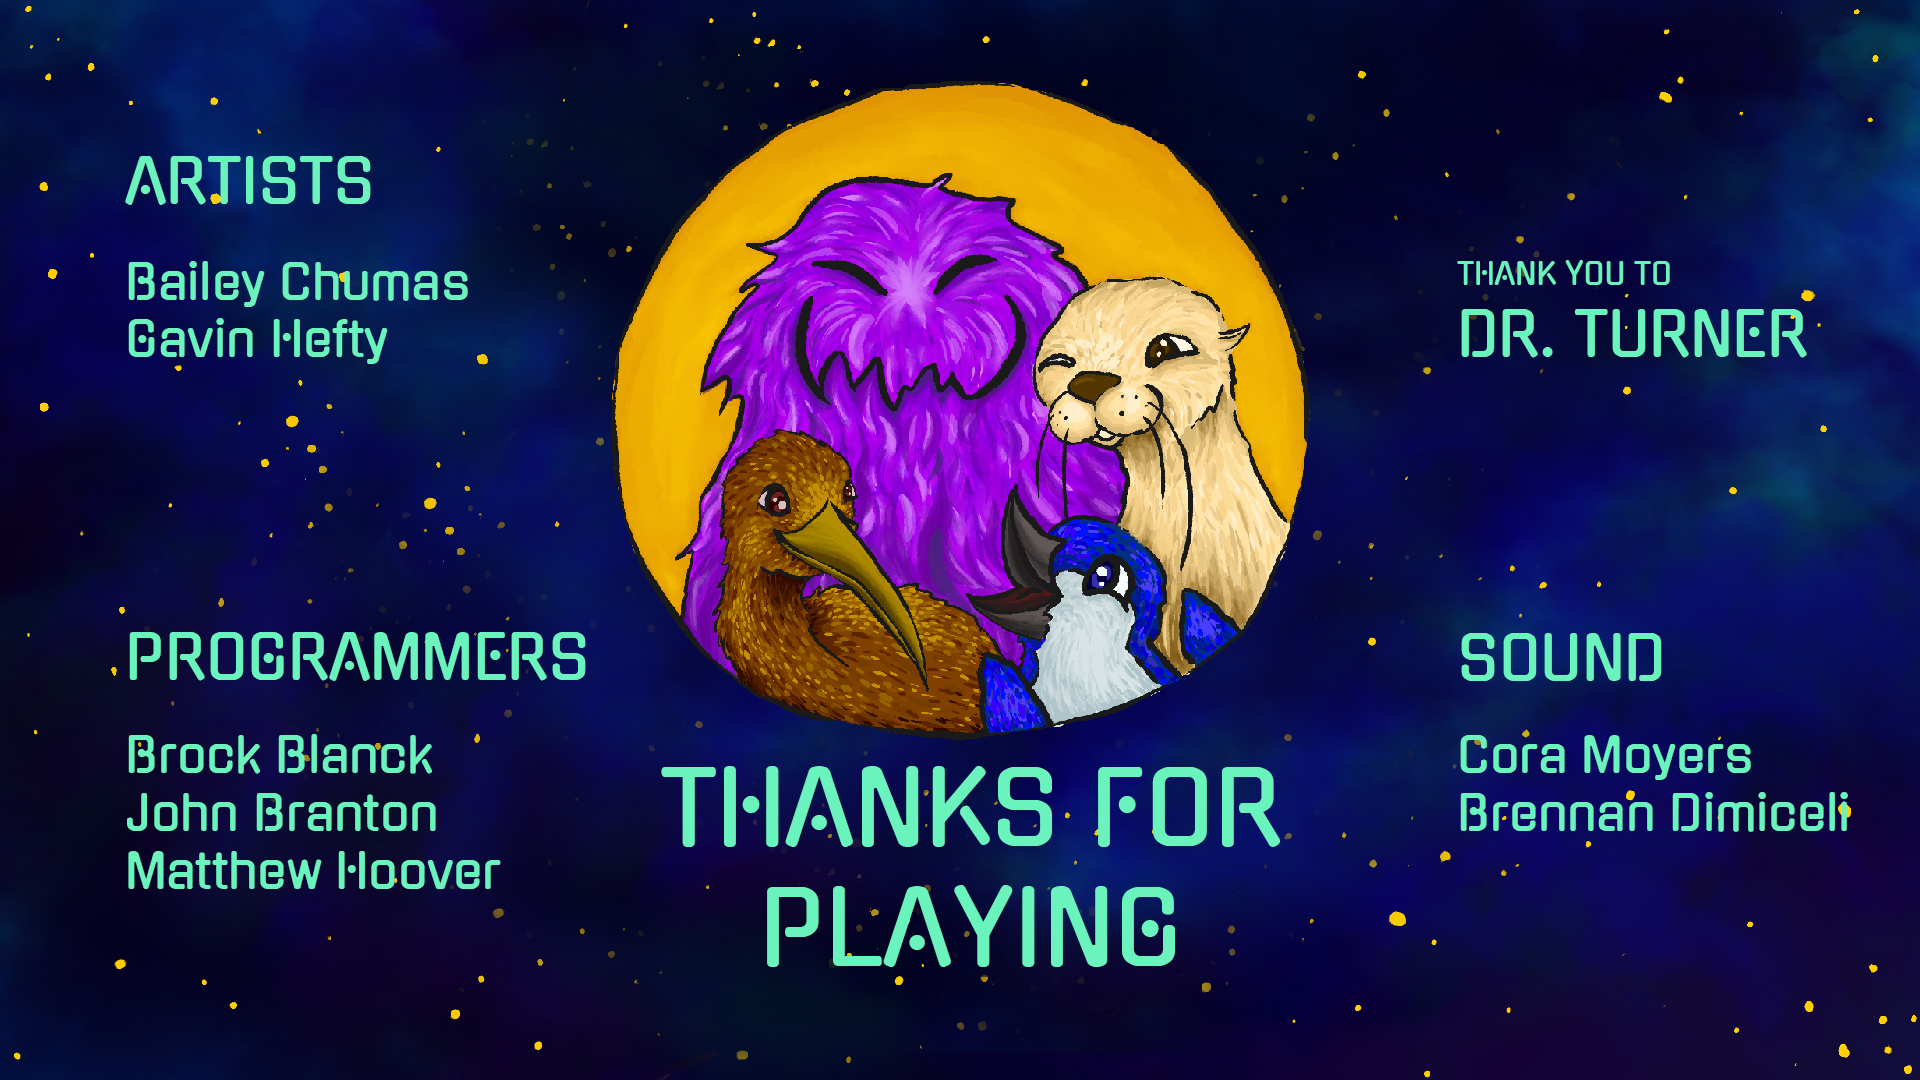 ARTISTS
Bailey Chumas
Gavin Hefty
PROGRAMMERS
Brock Blanck
John Branton
Matthew Hoover
THANKS FOR
PLAYING
THANK YOU TO
DR. TURNER
SOUND
Cora Moyers
Brennan Dimiceli